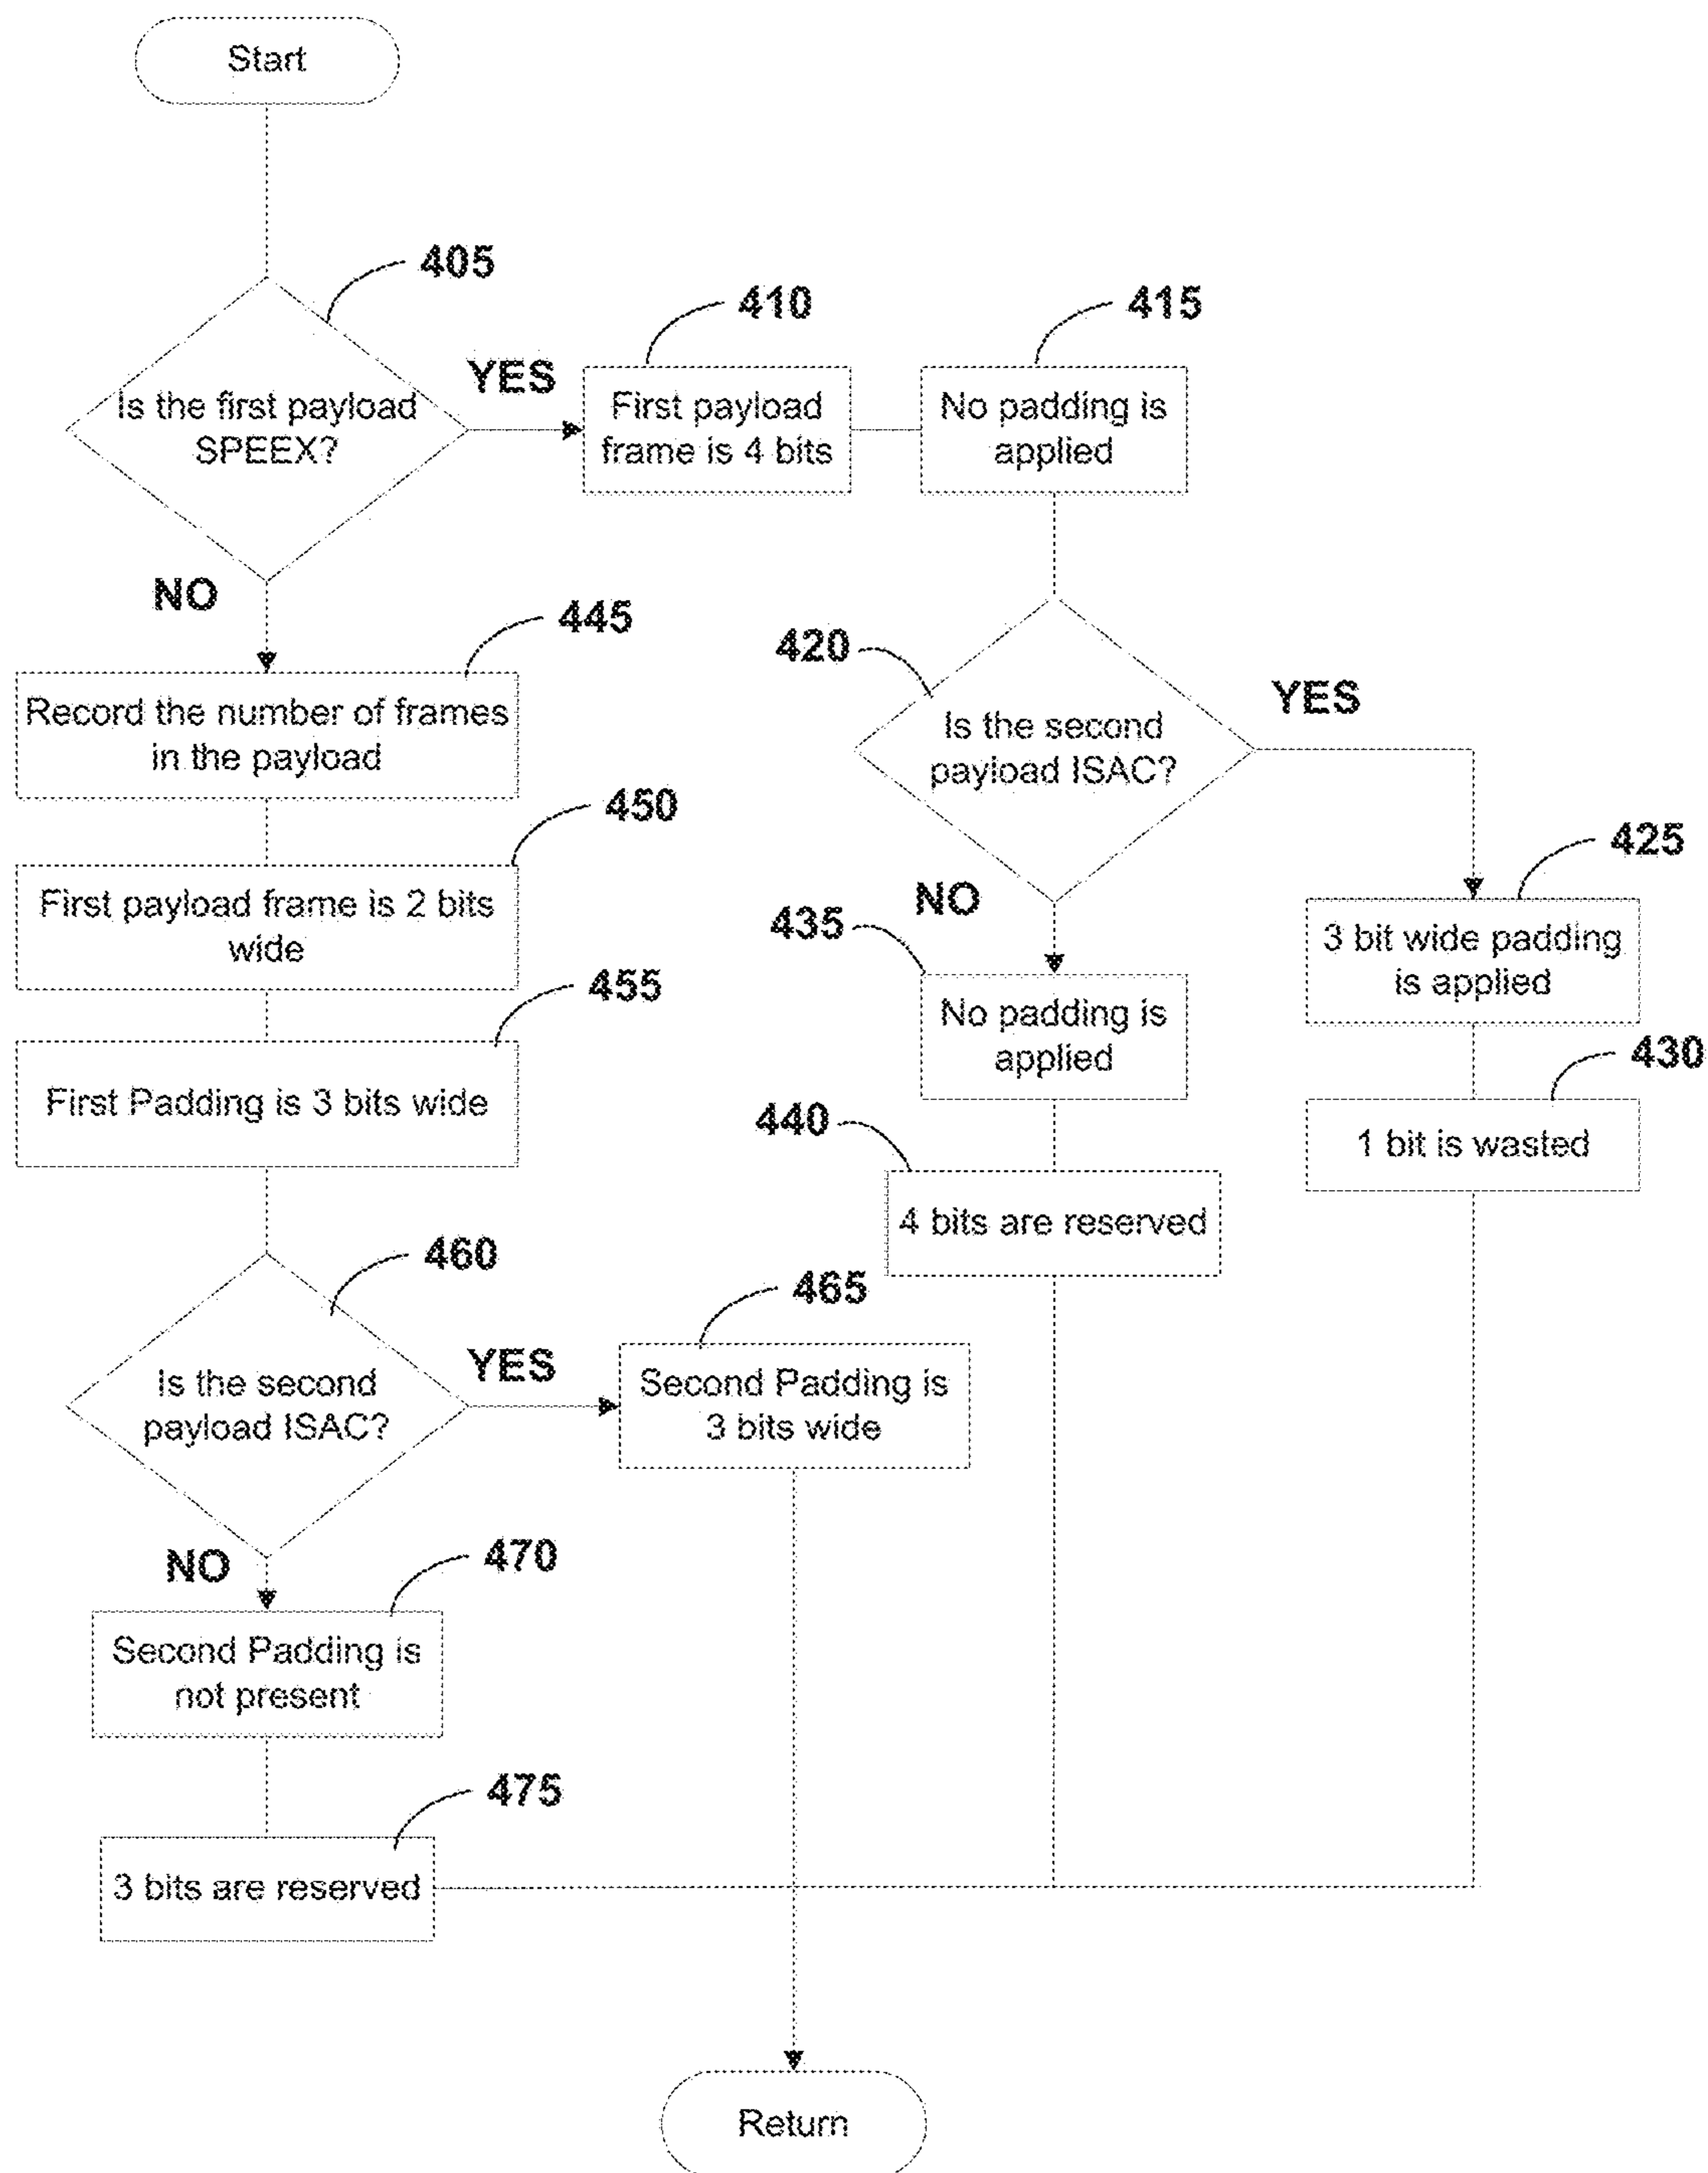 Start
405
Is the first payload
SPEEX?
YES
410
First payload
frame is 4 bits
415
No padding is
applied
NO
445
Record the number of frames
in the payload
420
Is the second
payload ISAC?
YES
450
First payload frame is 2 bits
wide
425
3 bit wide padding
is applied
NO
435
No padding is
applied
455
First Padding is 3 bits wide
430
1 bit is wasted
440
4 bits are reserved
460
Is the second
payload ISAC?
YES
465
Second Padding is
3 bits wide
NO
470
Second Padding is
not present
475
3 bits are reserved
Return